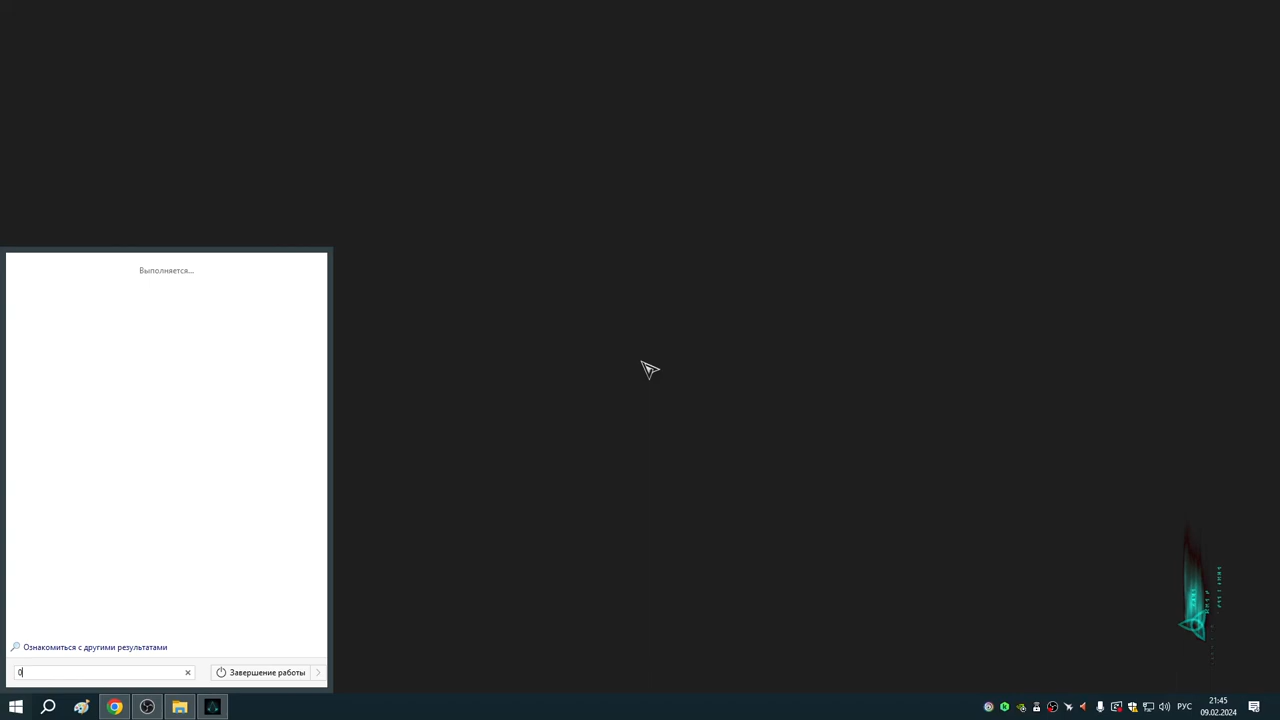 Выполняется...
Ознакомиться с другими результатами
0
Завершение работы
РУС
21:45
09.02.2024